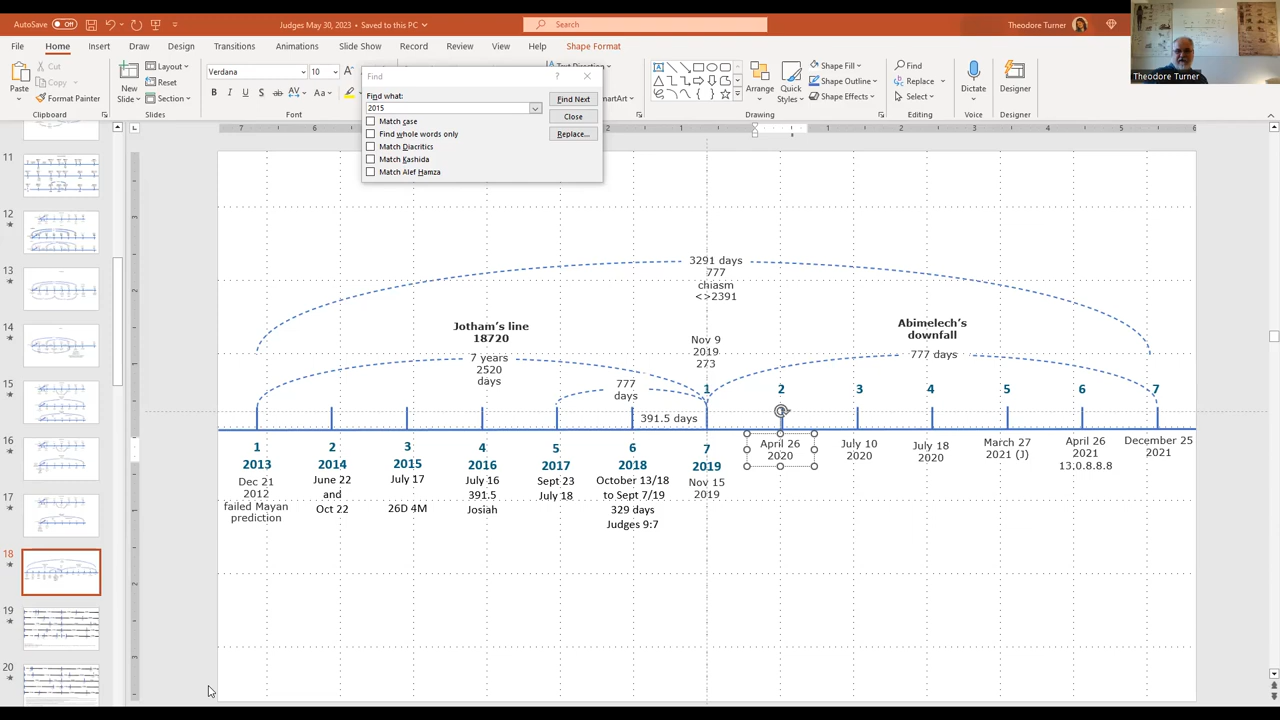 AutoSave Off
Judges May 30, 2023 • Saved to this PC
Search
Theodore Turner
File Home Insert Draw Design Transitions Animations Slide Show Record Review View Help Shape Format
Paste
Cut
Copy
Format Painter
Clipboard
New
Slide
Layout
Reset
Section
Slides
Verdana 10
B I U S ab AV Aa
Font
SmartArt
Drawing
Arrange
Quick
Styles
Shape Fill
Shape Outline
Shape Effects
Find
Replace
Select
Editing
Dictate
Voice
Designer
Theodore Turner
Find
Find what:
2015
Match case
Find whole words only
Match Diacritics
Match Kashida
Match Alef Hamza
Find Next
Close
Replace...
11
12
13
14
15
16
17
18
19
20
3291 days
777
chiasm
<>2391
Jotham's line
18720
7 years
2520
days
777
days
391.5 days
Nov 9
2019
273
Abimelech's
downfall
777 days
1 2 3 4 5 6 7
1
2013
Dec 21
2012
failed Mayan
prediction
2
2014
June 22
and
Oct 22
3
2015
July 17
26D 4M
4
2016
July 16
391.5
Josiah
5
2017
Sept 23
July 18
6
2018
October 13/18
to Sept 7/19
329 days
Judges 9:7
7
2019
Nov 15
2019
April 26
2020
July 10
2020
July 18
2020
March 27
2021 (J)
April 26
2021
13.0.8.8.8
December 25
2021